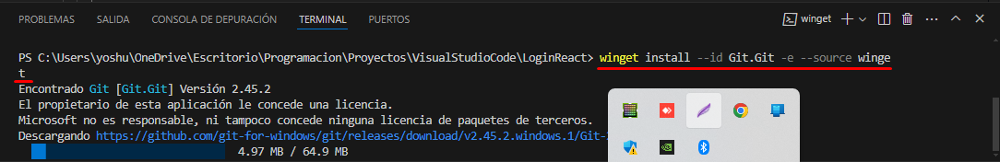 PROBLEMAS SALIDA CONSOLA DE DEPURACIÓN TERMINAL PUERTOS winget
PS C:\Users\yoshu\OneDrive\Escritorio\Programacion\Proyectos\VisualStudioCode\LoginReact> winget install --id Git.Git -e --source winge
t
Encontrado Git [Git.Git] Versión 2.45.2
El propietario de esta aplicación le concede una licencia.
Microsoft no es responsable, ni tampoco concede ninguna licencia de paquetes de terceros.
Descargando https://github.com/git-for-windows/git/releases/download/v2.45.2.windows.1/Git-
4.97 MB / 64.9 MB